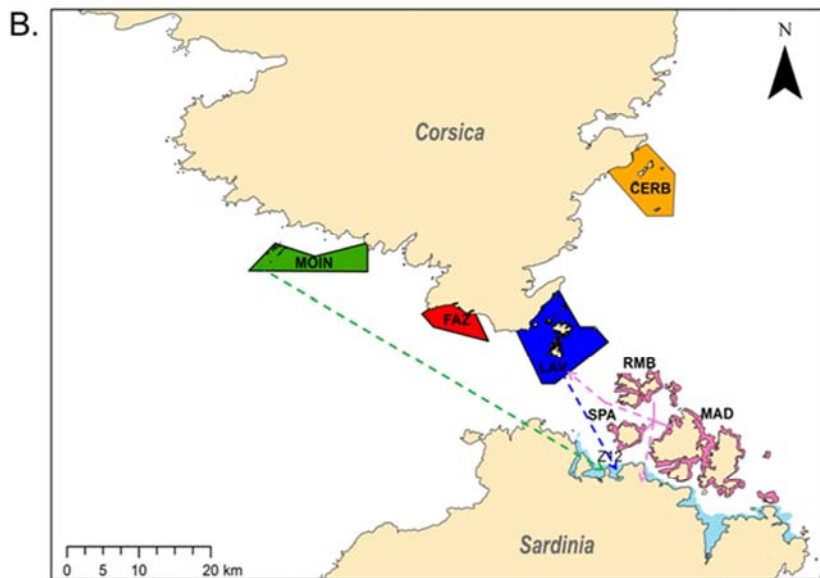 B.
N
Corsica
CERB
MOIN
FAZ
LAV
RMB
SPA
MAD
Z12
Sardinia
0 5 10 20 km